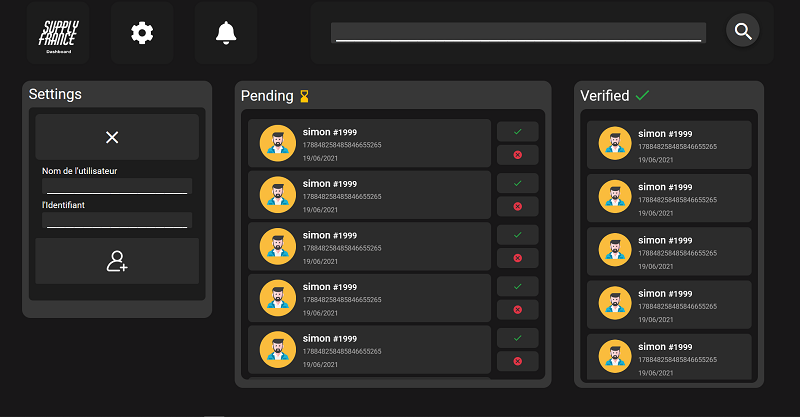 SUPPLY
FRANCE
Dashboard
Settings
Nom de l'utilisateur
l'Identifiant
Pending
simon #1999
178848258485846655265
19/06/2021
simon #1999
178848258485846655265
19/06/2021
simon #1999
178848258485846655265
19/06/2021
simon #1999
178848258485846655265
19/06/2021
simon #1999
178848258485846655265
19/06/2021
Verified
simon #1999
178848258485846655265
19/06/2021
simon #1999
178848258485846655265
19/06/2021
simon #1999
178848258485846655265
19/06/2021
simon #1999
178848258485846655265
19/06/2021
simon #1999
178848258485846655265
19/06/2021